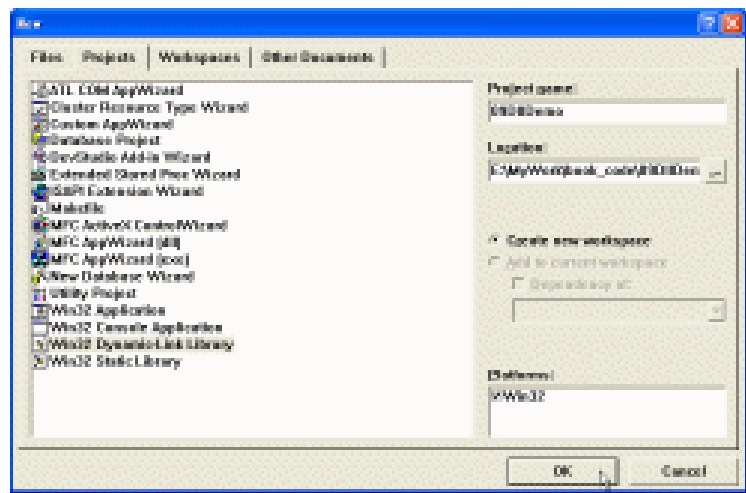 New
Files Projects Workspaces Other Documents
ATL COM AppWizard
Cluster Resource Type Wizard
Custom AppWizard
Database Project
DevStudio Add-in Wizard
Extended Stored Proc Wizard
ISAPI Extension Wizard
Makefile
MFC ActiveX ControlWizard
MFC AppWizard (dll)
MFC AppWizard (exe)
New Database Wizard
Utility Project
Win32 Application
Win32 Console Application
Win32 Dynamic-Link Library
Win32 Static Library
Project name:
Location:
...
Create new workspace
Add to current workspace
Dependency of:
Platforms:
Win32
OK Cancel